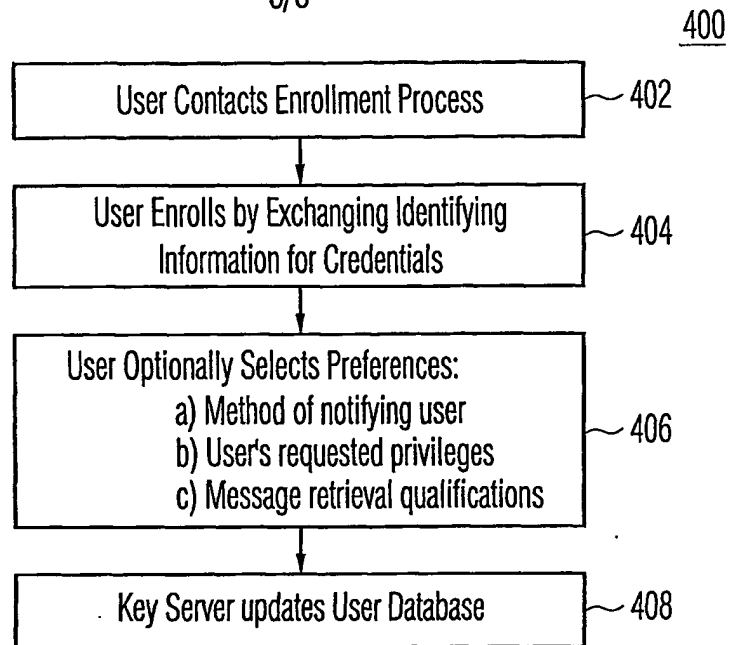 400
User Contacts Enrollment Process
402
User Enrolls by Exchanging Identifying
Information for Credentials
404
User Optionally Selects Preferences:
a) Method of notifying user
b) User's requested privileges
c) Message retrieval qualifications
406
Key Server updates User Database
408